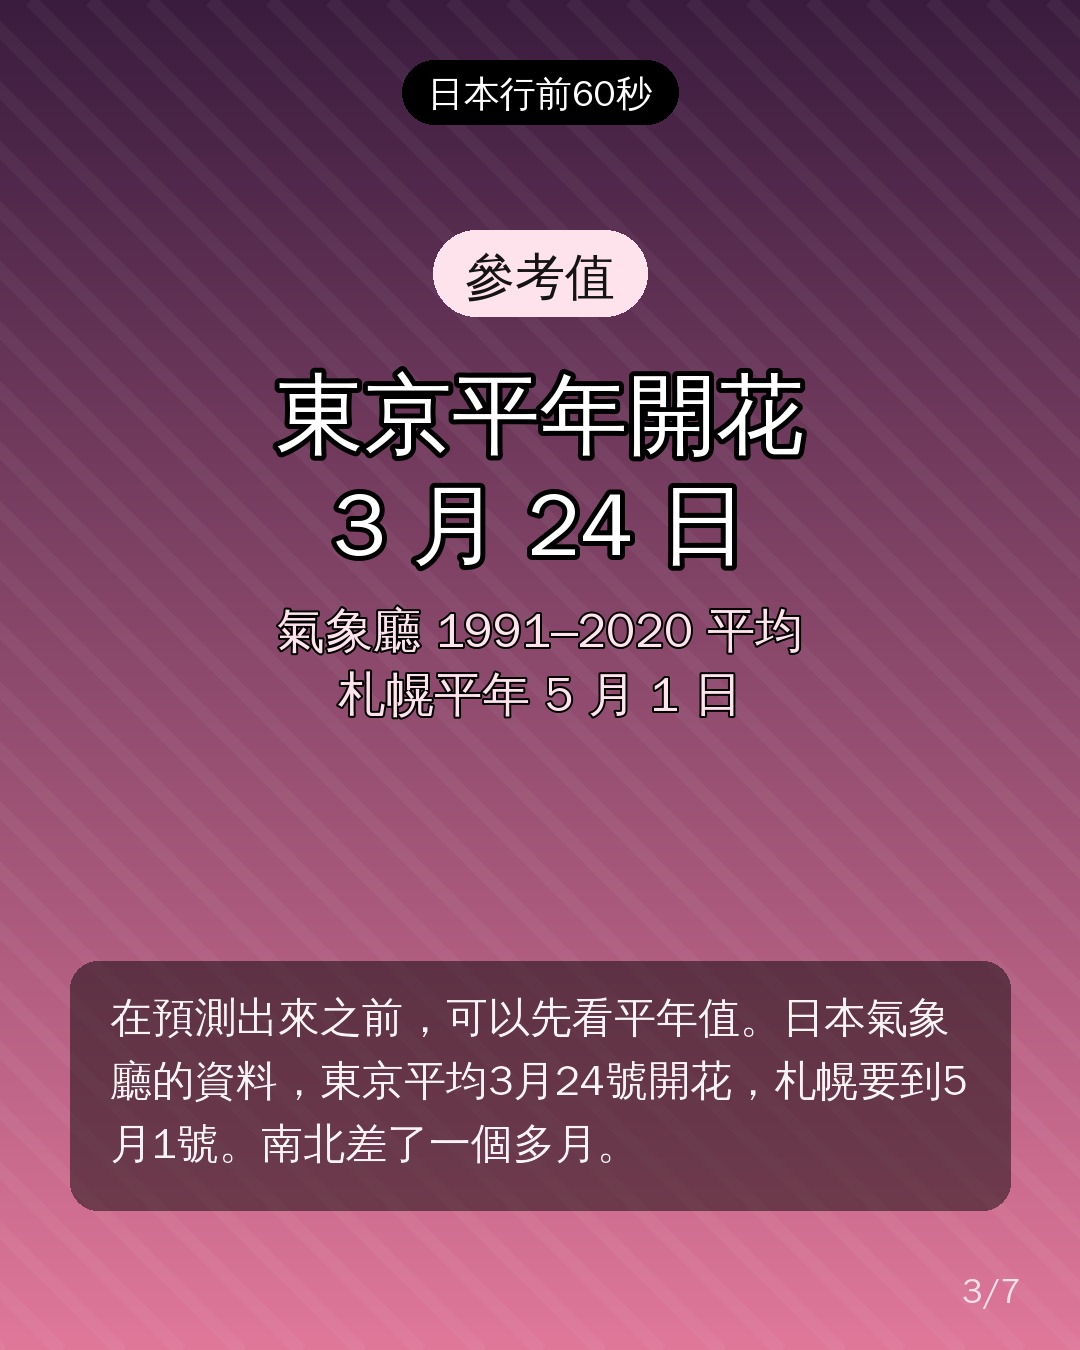 日本行前60秒
參考值
東京平年開花
3 月 24 日
氣象廳 1991–2020 平均
札幌平年 5 月 1 日
在預測出來之前，可以先看平年值。日本氣象
廳的資料，東京平均3月24號開花，札幌要到5
月1號。南北差了一個多月。
3/7